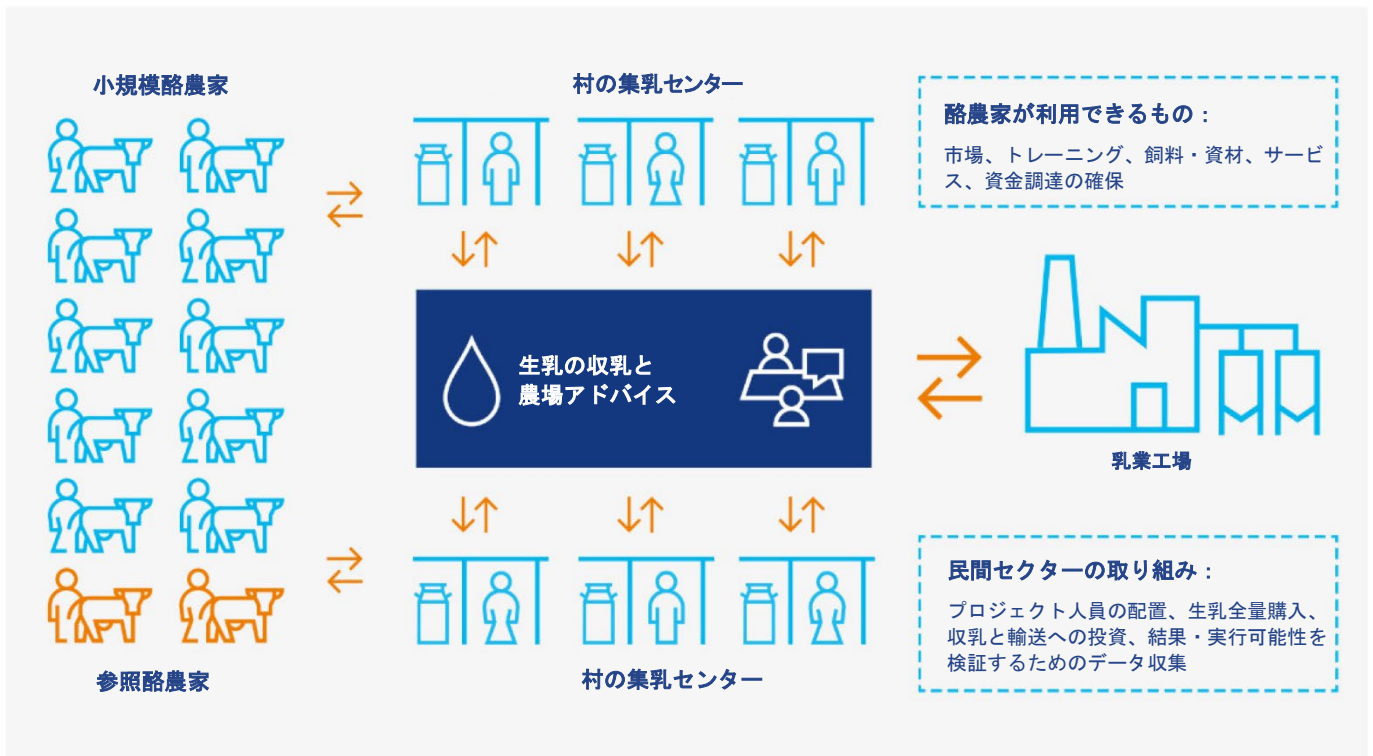 小規模酪農家
村の集乳センター
酪農家が利用できるもの：
市場、トレーニング、飼料・資材、サービ
ス、資金調達の確保
生乳の収乳と
農場アドバイス
乳業工場
参照酪農家
村の集乳センター
民間セクターの取り組み：
プロジェクト人員の配置、生乳全量購入、
収乳と輸送への投資、結果・実行可能性を
検証するためのデータ収集